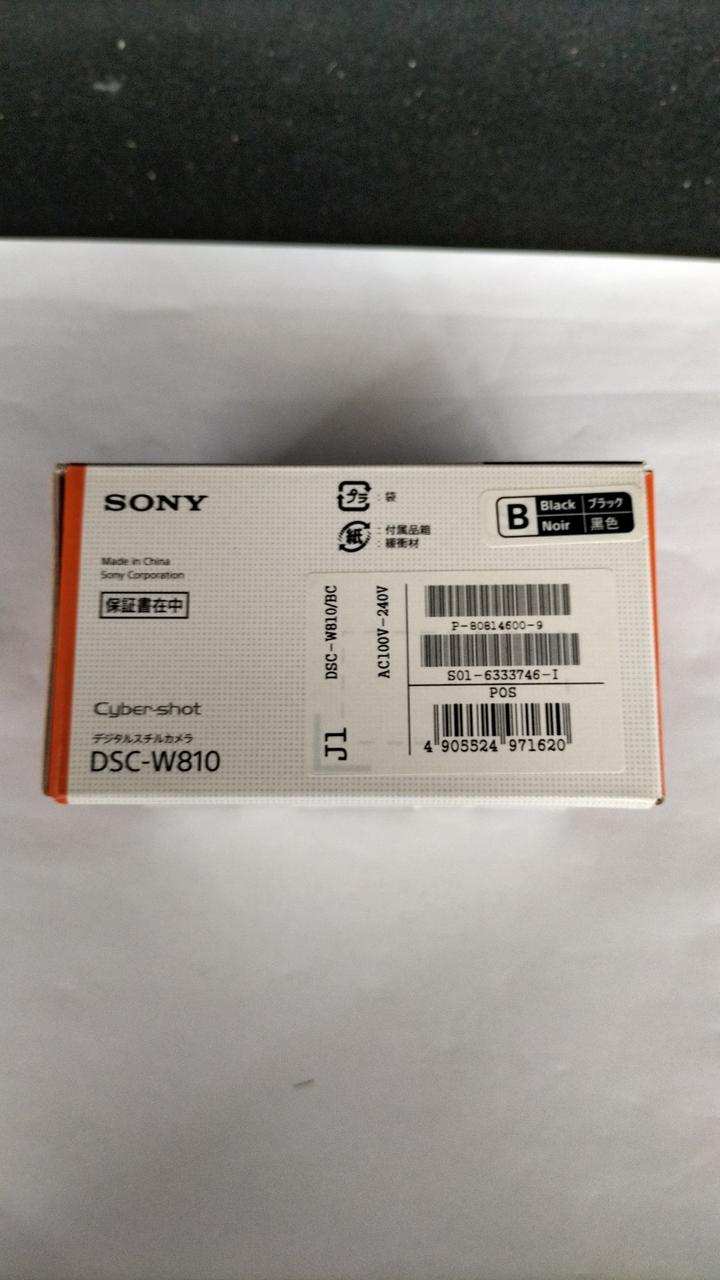 SONY
Made in China
Sony Corporation
保証書在中
Cyber-shot
デジタルスチルカメラ
DSC-W810
プラ : 袋
紙 : 付属品箱
: 緩衝材
B
Black ブラック
Noir 黒色
DSC-W810/BC
AC100V-240V
J1
P-80814600-9
S01-6333746-I
POS
4 905524 971620